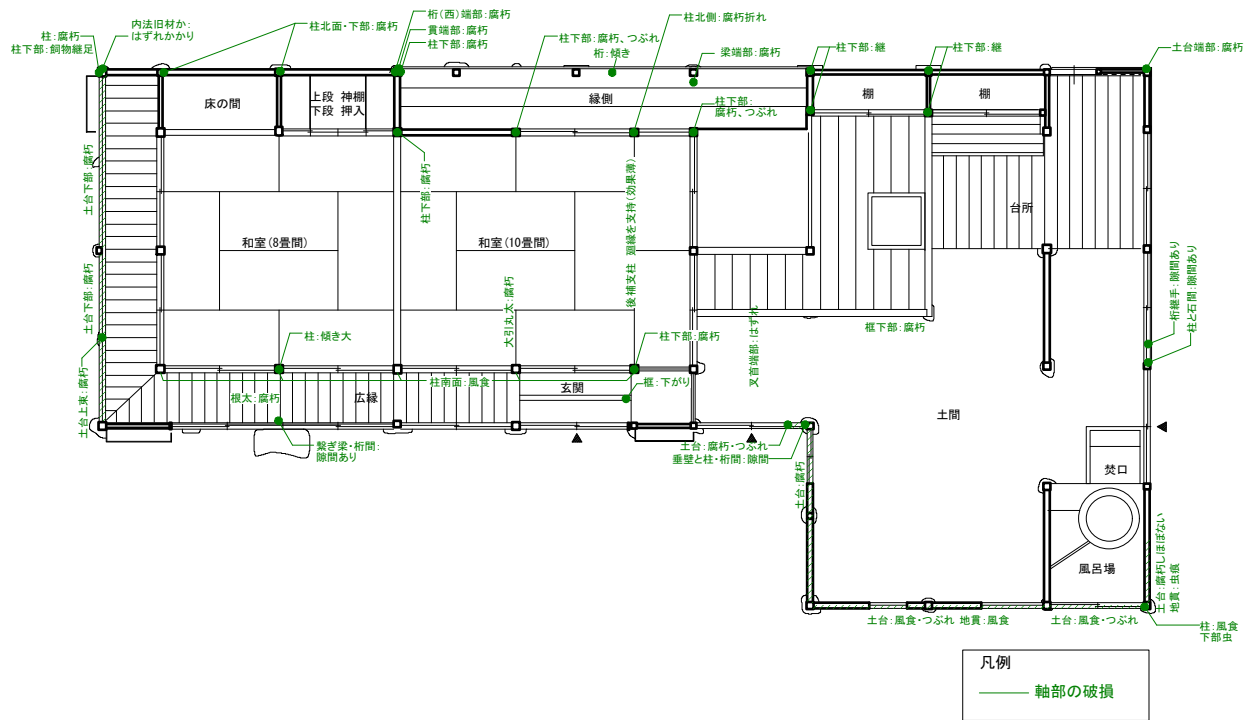 内法旧材か:
はずれかかり
柱:腐朽
柱下部:飼物継足
柱北面・下部:腐朽
桁(西)端部:腐朽
貫端部:腐朽
柱下部:腐朽
柱下部:腐朽、つぶれ
桁:傾き
柱北側:腐朽折れ
梁端部:腐朽
柱下部:継
柱下部:継
土台端部:腐朽
床の間
上段 神棚
下段 押入
縁側
棚
棚
柱下部:
腐朽、つぶれ
土台下部:腐朽
柱下部:腐朽
後補支柱 廻縁を支持(効果薄)
台所
和室(8畳間)
和室(10畳間)
土台下部:腐朽
大引丸太:腐朽
叉首端部:はずれ
框下部:腐朽
桁継手:隙間あり
柱と石間:隙間あり
柱:傾き大
柱下部:腐朽
土台上束:腐朽
柱南面:風食
玄関
框:下がり
根太:腐朽
広縁
土間
繋ぎ梁・桁間:
隙間あり
土台:腐朽・つぶれ
垂壁と柱・桁間:隙間
土台:腐朽
焚口
風呂場
土台:腐朽しほぼない
地貫:虫痕
土台:風食・つぶれ 地貫:風食
土台:風食・つぶれ
柱:風食
下部虫
凡例
軸部の破損